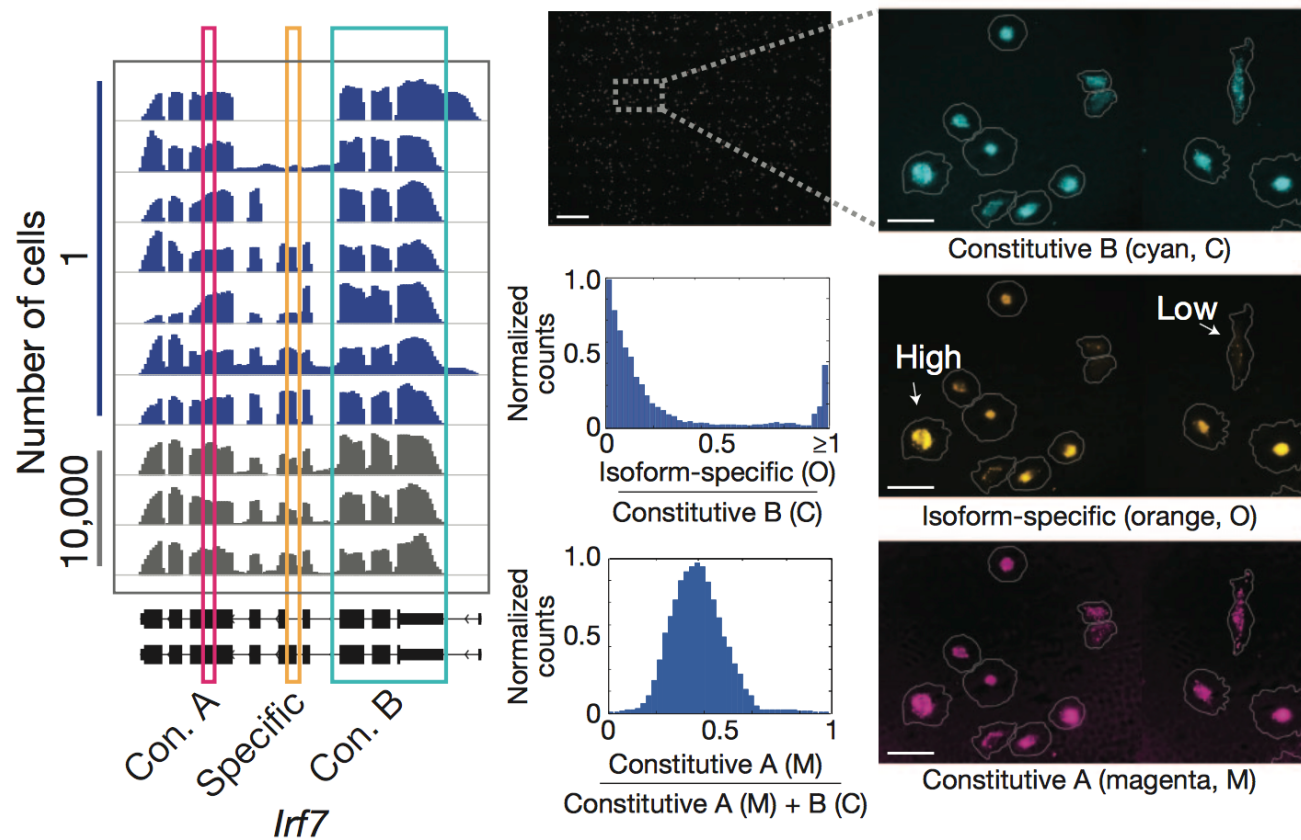 Number of cells
1
10,000
Con. A
Specific
Con. B
Irf7
Normalized
counts
1.0
0.5
0
0
0.5
≥1
Isoform-specific (O)
Constitutive B (C)
Normalized
counts
1.0
0.5
0
0
0.5
1
Constitutive A (M)
Constitutive A (M) + B (C)
Constitutive B (cyan, C)
High
Low
Isoform-specific (orange, O)
Constitutive A (magenta, M)